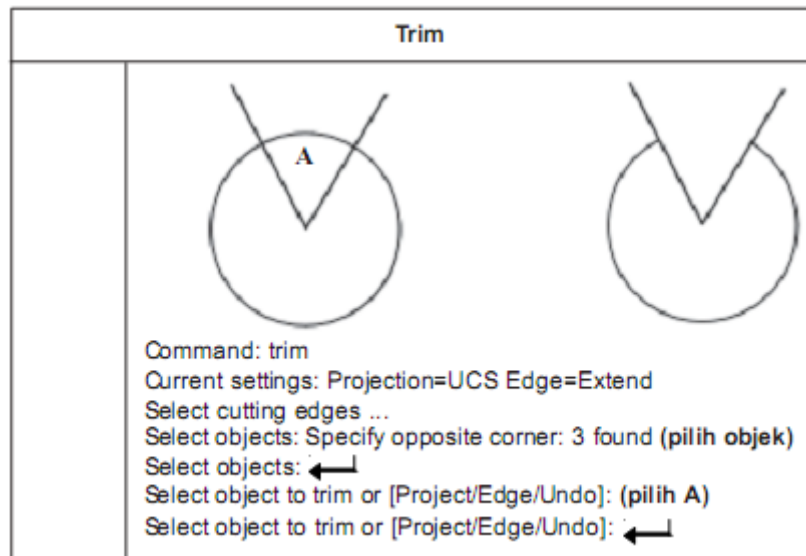 Trim
A
Command: trim
Current settings: Projection=UCS Edge=Extend
Select cutting edges ...
Select objects: Specify opposite corner: 3 found (pilih objek)
Select objects:
Select object to trim or [Project/Edge/Undo]: (pilih A)
Select object to trim or [Project/Edge/Undo]: